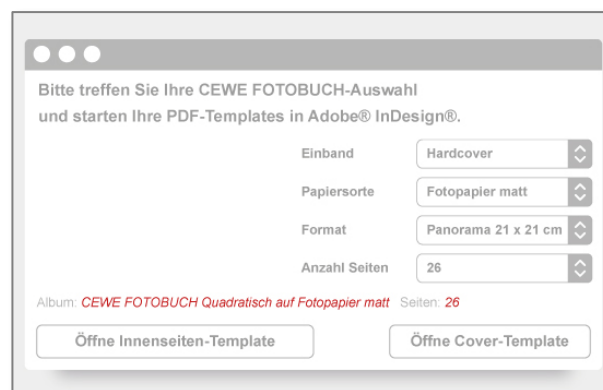 Bitte treffen Sie Ihre CEWE FOTOBUCH-Auswahl
und starten Ihre PDF-Templates in Adobe® InDesign®.
Einband Hardcover
Papiersorte Fotopapier matt
Format Panorama 21 x 21 cm
Anzahl Seiten 26
Album: CEWE FOTOBUCH Quadratisch auf Fotopapier matt Seiten: 26
Öffne Innenseiten-Template Öffne Cover-Template